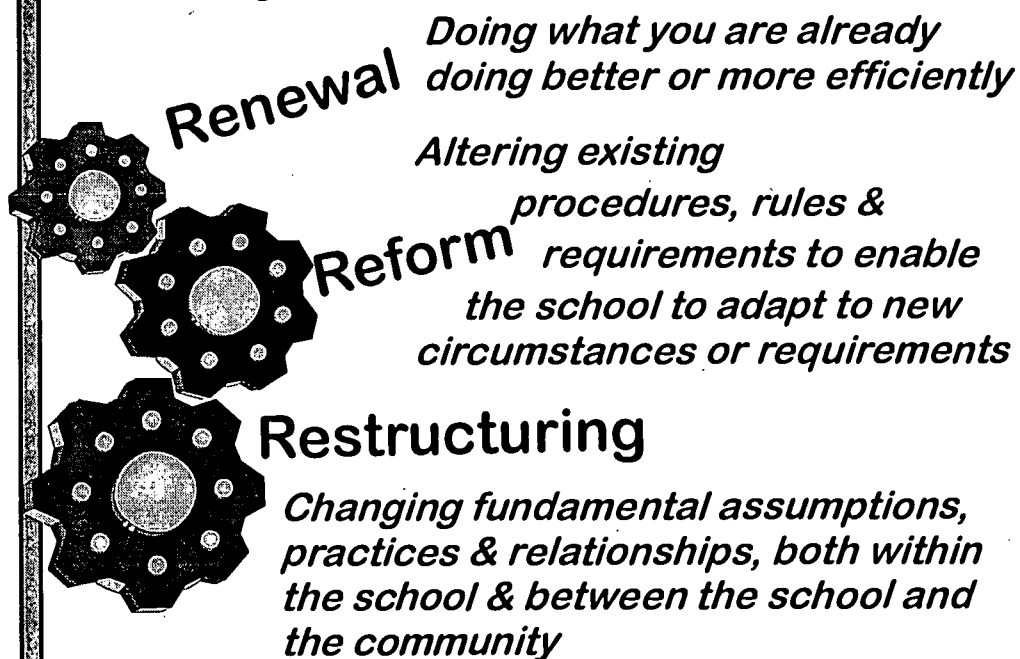 Renewal
Doing what you are already
doing better or more efficiently
Reform
Altering existing
procedures, rules &
requirements to enable
the school to adapt to new
circumstances or requirements
Restructuring
Changing fundamental assumptions,
practices & relationships, both within
the school & between the school and
the community